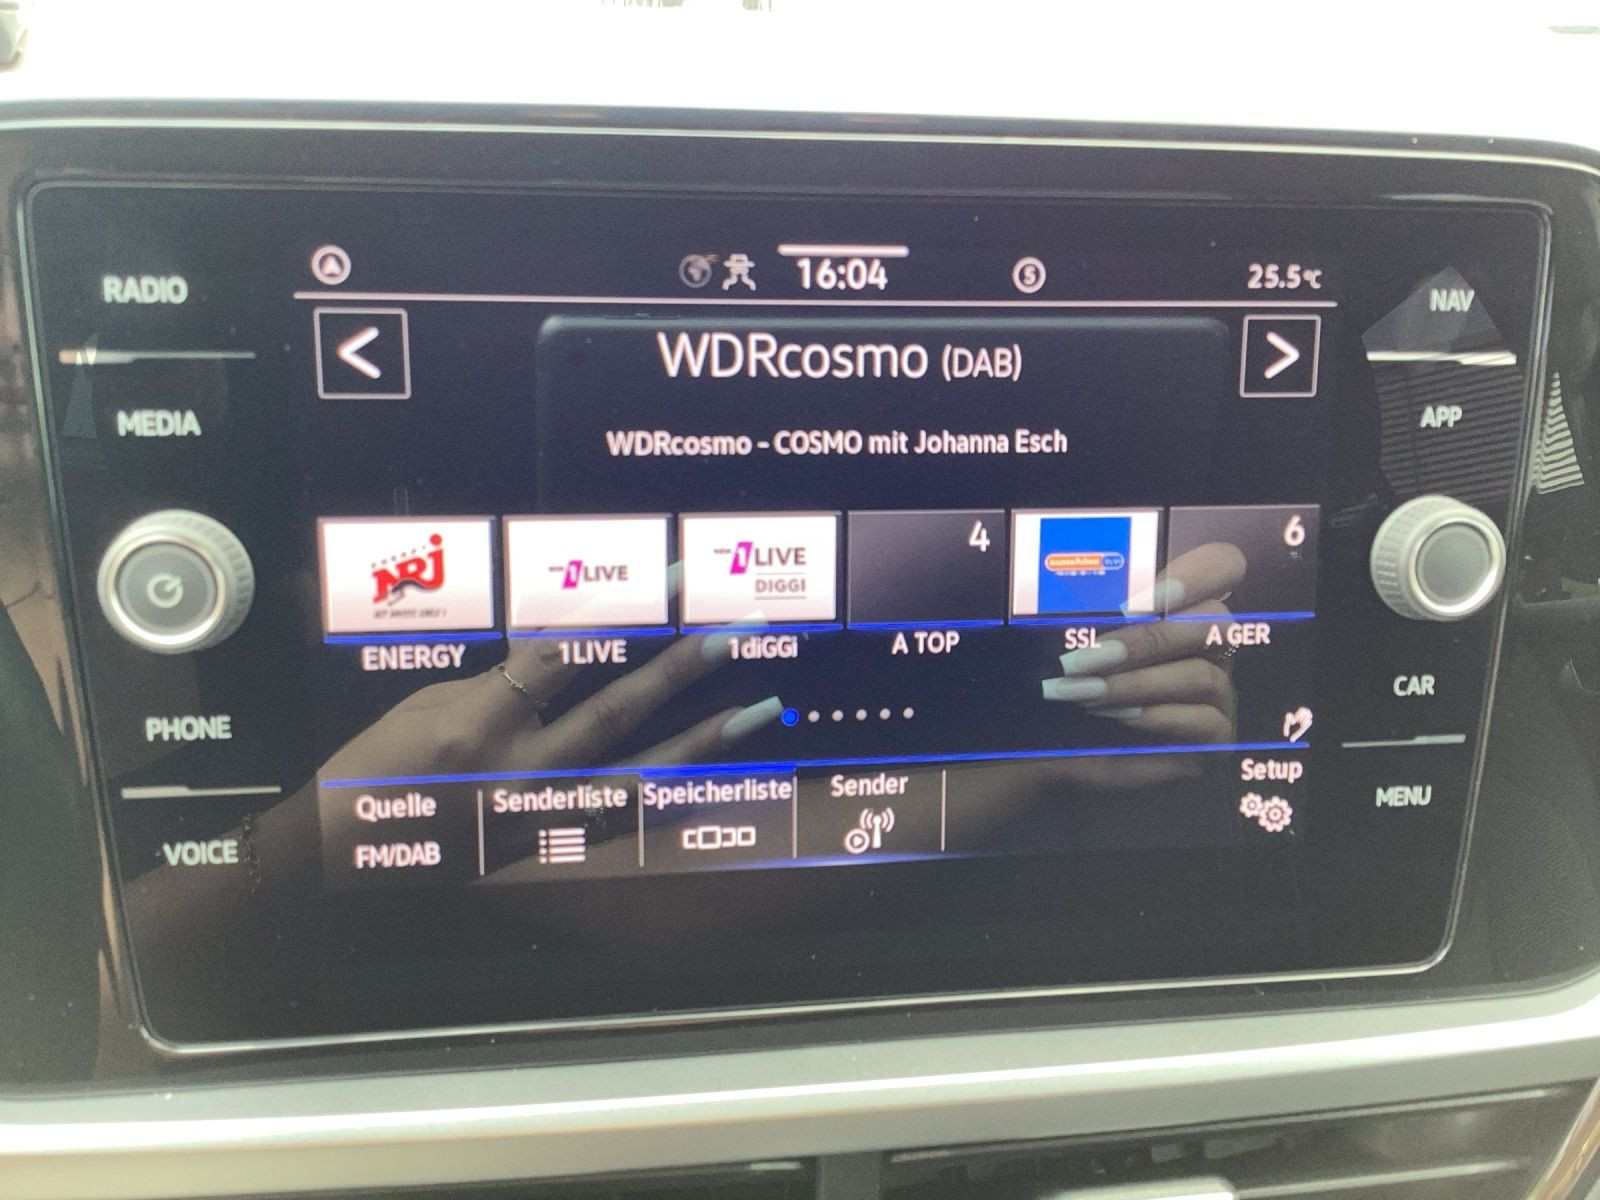 RADIO
MEDIA
PHONE
VOICE
16:04
S
25.5°C
<
WDRcosmo (DAB)
>
WDRcosmo - COSMO mit Johanna Esch
NRJ
1LIVE
1LIVE
DIGGI
4
6
ENERGY
1LIVE
1diGGi
A TOP
SSL
A GER
Quelle
FM/DAB
Senderliste
Speicherliste
Sender
Setup
NAV
APP
CAR
MENU